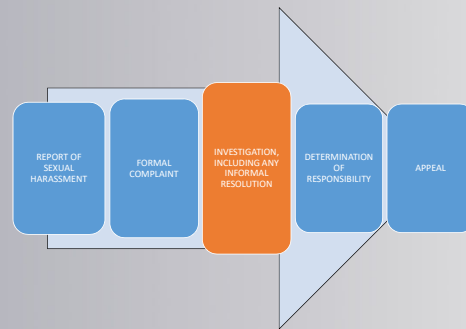 REPORT OF
SEXUAL
HARASSMENT
FORMAL
COMPLAINT
INVESTIGATION,
INCLUDING ANY
INFORMAL
RESOLUTION
DETERMINATION
OF
RESPONSIBILITY
APPEAL